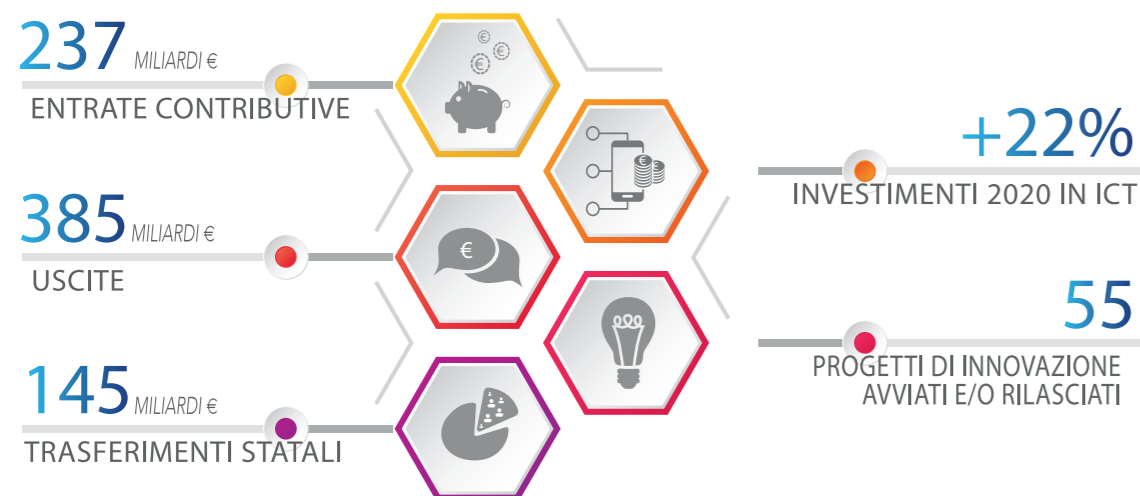 237 MILIARDI €
ENTRATE CONTRIBUTIVE
385 MILIARDI €
USCITE
145 MILIARDI €
TRASFERIMENTI STATALI
+22%
INVESTIMENTI 2020 IN ICT
55
PROGETTI DI INNOVAZIONE
AVVIATI E/O RILASCIATI